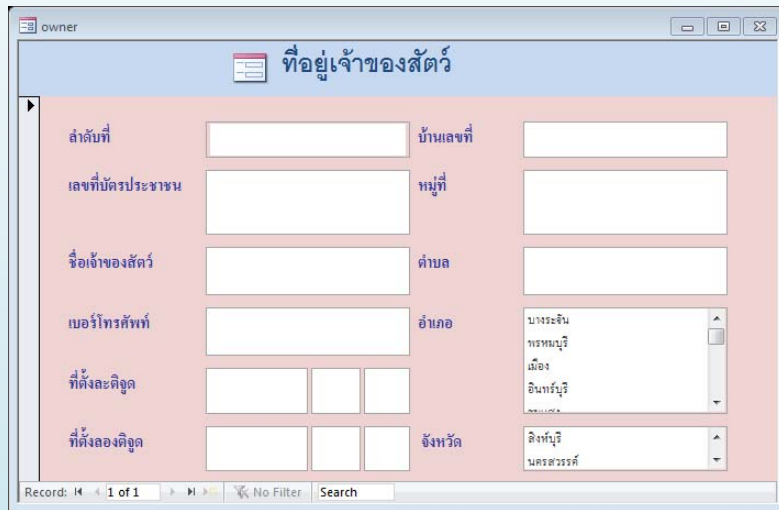 owner
ที่อยู่เจ้าของสัตว์
ลำดับที่
บ้านเลขที่
เลขที่บัตรประชาชน
หมู่ที่
ชื่อเจ้าของสัตว์
ตำบล
เบอร์โทรศัพท์
อำเภอ
บางระจัน
พรหมบุรี
เมือง
อินทร์บุรี
ที่ตั้งละติจูด
ที่ตั้งลองติจูด
จังหวัด
สิงห์บุรี
นครสวรรค์
Record: 1 of 1 No Filter Search